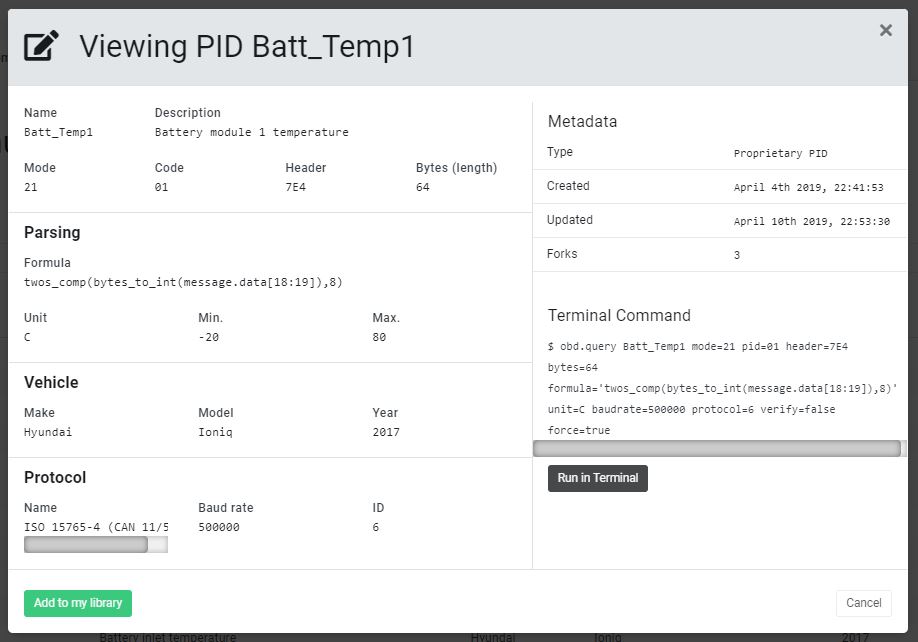 Viewing PID Batt_Temp1
×
Name Description
Batt_Temp1 Battery module 1 temperature
Mode Code Header Bytes (length)
21 01 7E4 64
Parsing
Formula
twos_comp(bytes_to_int(message.data[18:19]),8)
Unit Min. Max.
C -20 80
Vehicle
Make Model Year
Hyundai Ioniq 2017
Protocol
Name Baud rate ID
ISO 15765-4 (CAN 11/5 500000 6
Metadata
Type Proprietary PID
Created April 4th 2019, 22:41:53
Updated April 10th 2019, 22:53:30
Forks 3
Terminal Command
$ obd.query Batt_Temp1 mode=21 pid=01 header=7E4
bytes=64
formula='twos_comp(bytes_to_int(message.data[18:19]),8)'
unit=C baudrate=500000 protocol=6 verify=false
force=true
Run in Terminal
Add to my library Cancel
Battery inlet temperature Hyundai Ioniq 2017